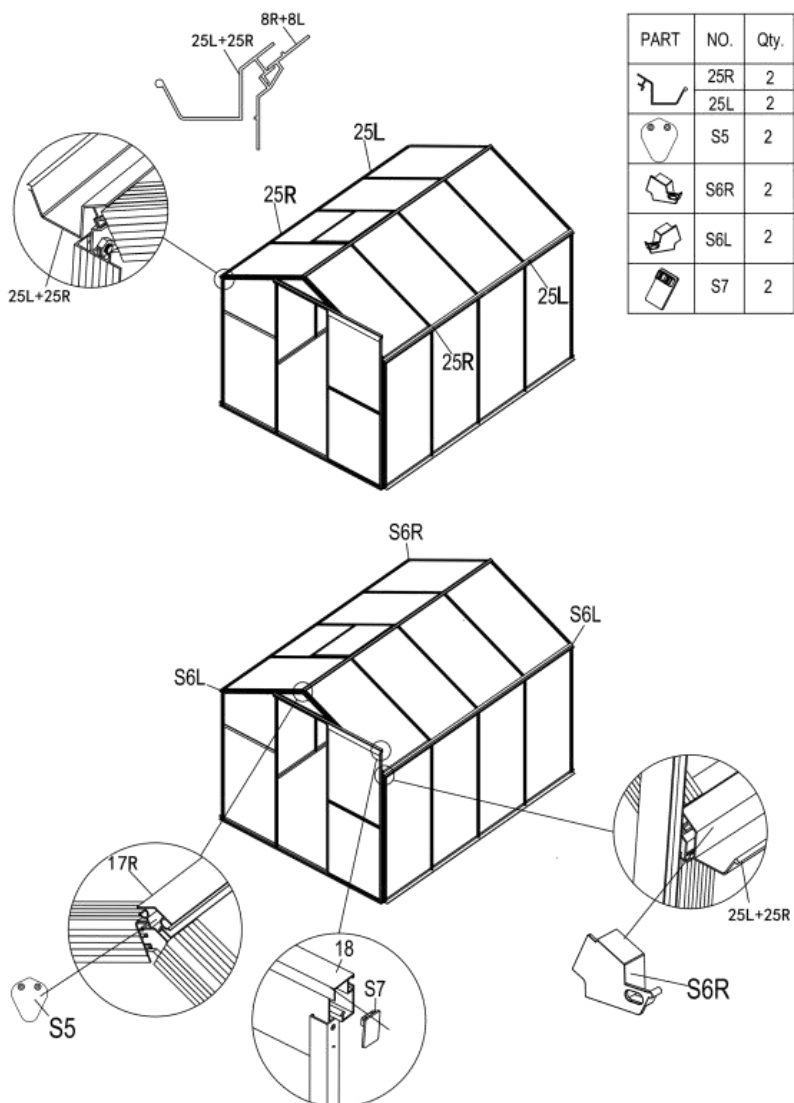 8R+8L
25L+25R
25L
25R
25L+25R
25L
25R
PART NO. Qty.
25R 2
25L 2
S5 2
S6R 2
S6L 2
S7 2
S6R
S6L
S6L
17R
S5
18
S7
25L+25R
S6R